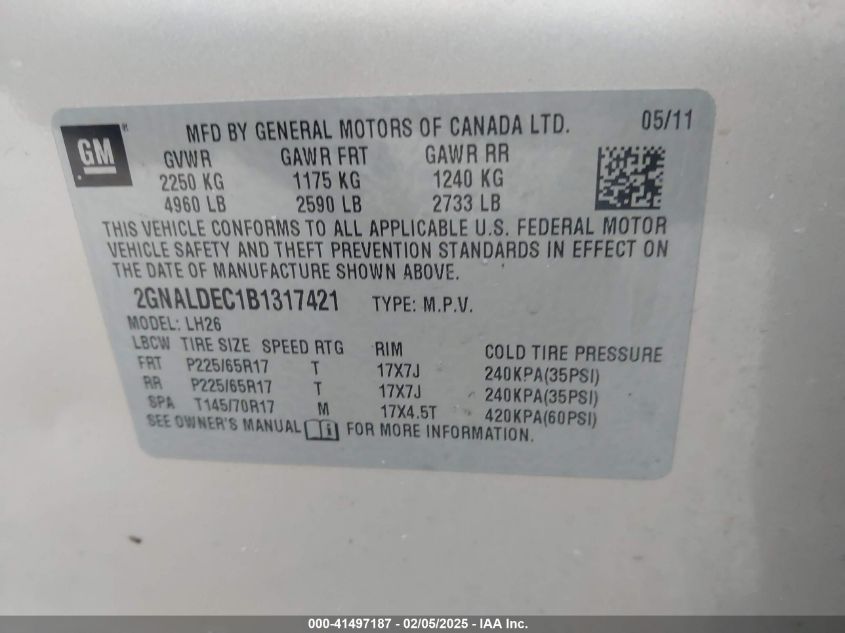 GM
MFD BY GENERAL MOTORS OF CANADA LTD. 05/11
GVWR GAWR FRT GAWR RR
2250 KG 1175 KG 1240 KG
4960 LB 2590 LB 2733 LB
THIS VEHICLE CONFORMS TO ALL APPLICABLE U.S. FEDERAL MOTOR
VEHICLE SAFETY AND THEFT PREVENTION STANDARDS IN EFFECT ON
THE DATE OF MANUFACTURE SHOWN ABOVE.
2GNALDEC1B1317421 TYPE: M.P.V.
MODEL: LH26
LBCW TIRE SIZE SPEED RTG RIM COLD TIRE PRESSURE
FRT P225/65R17 T 17X7J 240KPA(35PSI)
RR P225/65R17 T 17X7J 240KPA(35PSI)
SPA T145/70R17 M 17X4.5T 420KPA(60PSI)
SEE OWNER'S MANUAL FOR MORE INFORMATION.
000-41497187 - 02/05/2025 - IAA Inc.